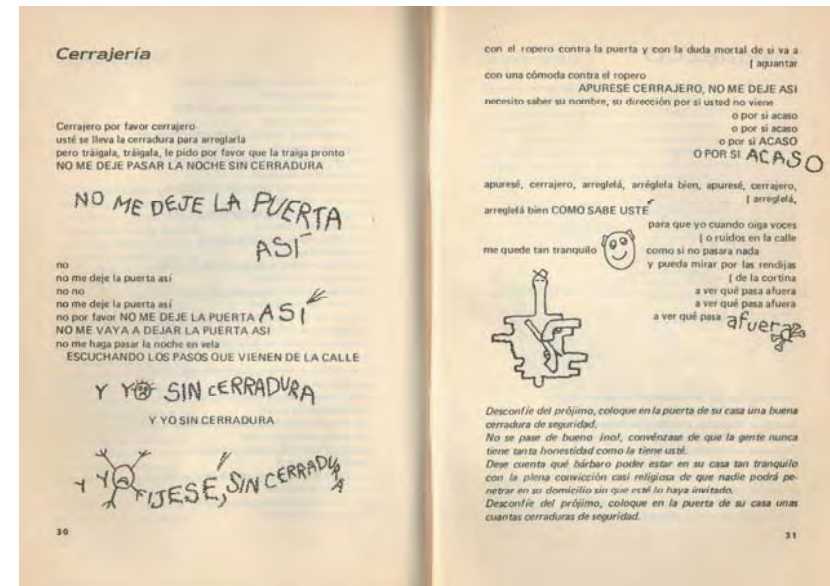 Cerrajería
Cerrajero por favor cerrajero
usté se lleva la cerradura para arreglarla
pero tráigala, tráigala, le pido por favor que la traiga pronto
NO ME DEJE PASAR LA NOCHE SIN CERRADURA
NO ME DEJE LA PUERTA
ASÍ
no
no me deje la puerta así
no no
no me deje la puerta así
no por favor NO ME DEJE LA PUERTA ASÍ
NO ME VAYA A DEJAR LA PUERTA ASI
no me haga pasar la noche en vela
ESCUCHANDO LOS PASOS QUE VIENEN DE LA CALLE
Y YO SIN CERRADURA
Y YO SIN CERRADURA
Y YO FIJESÉ, SIN CERRADURA
30
con el ropero contra la puerta y con la duda mortal de si va a
[ aguantar
con una cómoda contra el ropero
APURESE CERRAJERO, NO ME DEJE ASI
necesito saber su nombre, su dirección por si usted no viene
o por si acaso
o por si acaso
o por si ACASO
O POR SI ACASO
apuresé, cerrajero, arreglelá, arréglela bien, apuresé, cerrajero,
[ arreglelá,
arreglelá bien COMO SABE USTÉ
para que yo cuando oiga voces
[ o ruidos en la calle
me quede tan tranquilo como si no pasara nada
y pueda mirar por las rendijas
[ de la cortina
a ver qué pasa afuera
a ver qué pasa afuera
a ver qué pasa afuera
Desconfíe del prójimo, coloque en la puerta de su casa una buena
cerradura de seguridad.
No se pase de bueno ¡no!, convénzase de que la gente nunca
tiene tanta honestidad como la tiene usté.
Dese cuenta qué bárbaro poder estar en su casa tan tranquilo
con la plena convicción casi religiosa de que nadie podrá pe-
netrar en su domicilio sin que esté lo haya invitado.
Desconfíe del prójimo, coloque en la puerta de su casa unas
cuantas cerraduras de seguridad.
31